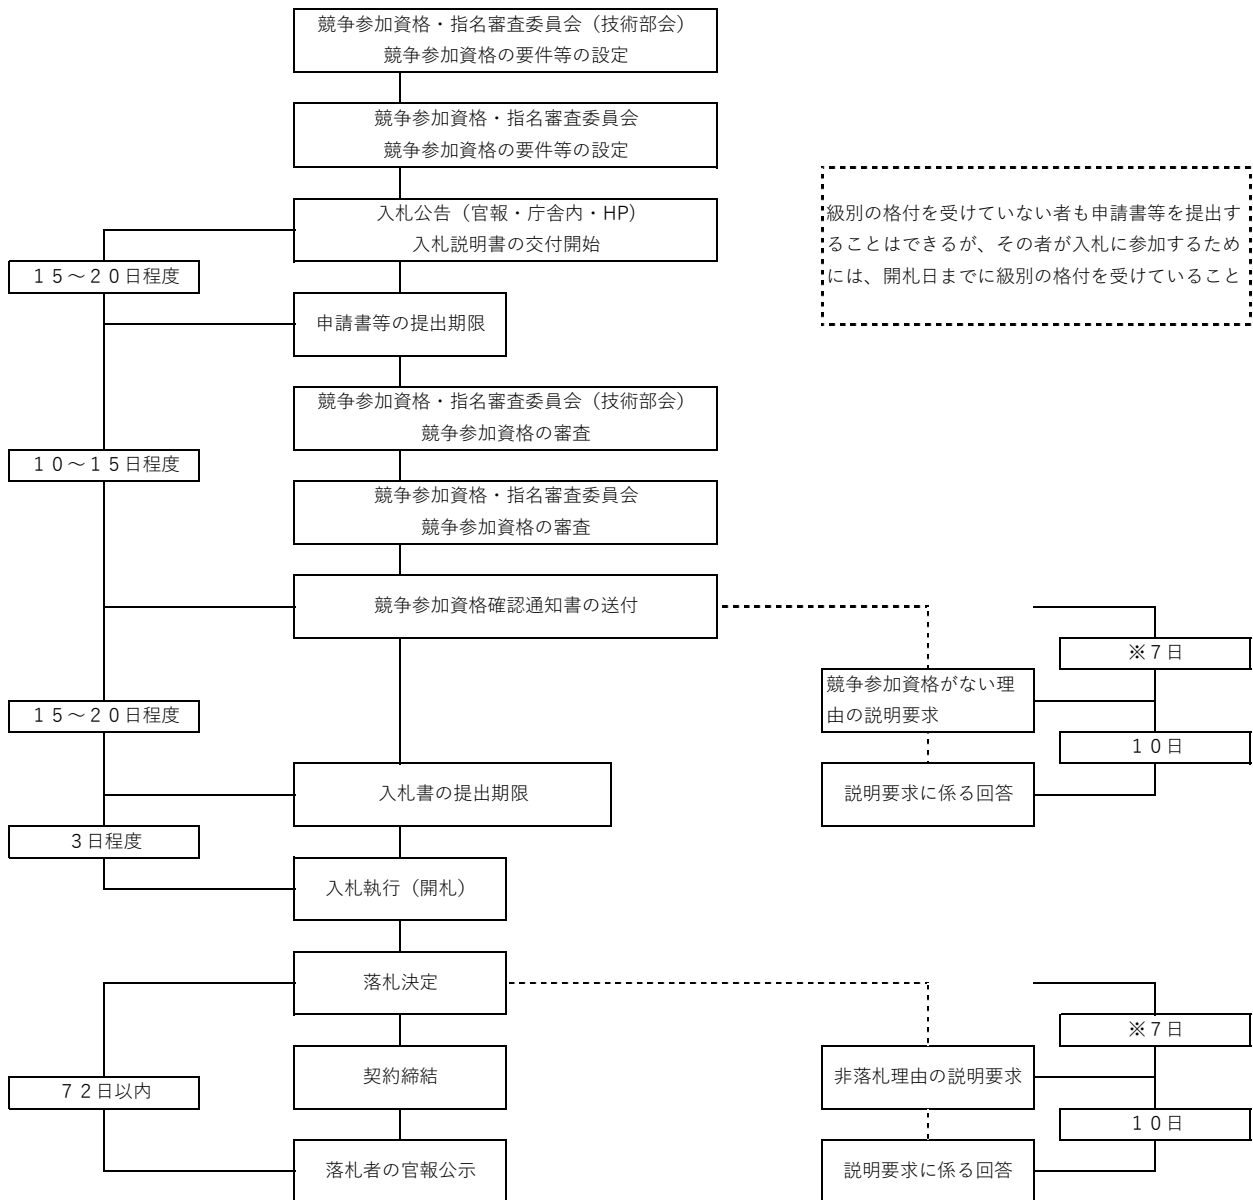 競争参加資格・指名審査委員会（技術部会）
競争参加資格の要件等の設定
競争参加資格・指名審査委員会
競争参加資格の要件等の設定
入札公告（官報・庁舎内・HP）
入札説明書の交付開始
級別の格付を受けていない者も申請書等を提出す
ることはできるが、その者が入札に参加するため
には、開札日までに級別の格付を受けていること
１５～２０日程度
申請書等の提出期限
競争参加資格・指名審査委員会（技術部会）
競争参加資格の審査
１０～１５日程度
競争参加資格・指名審査委員会
競争参加資格の審査
競争参加資格確認通知書の送付
※７日
競争参加資格がない理
由の説明要求
１５～２０日程度
１０日
入札書の提出期限
説明要求に係る回答
３日程度
入札執行（開札）
落札決定
※７日
契約締結
非落札理由の説明要求
７２日以内
１０日
落札者の官報公示
説明要求に係る回答